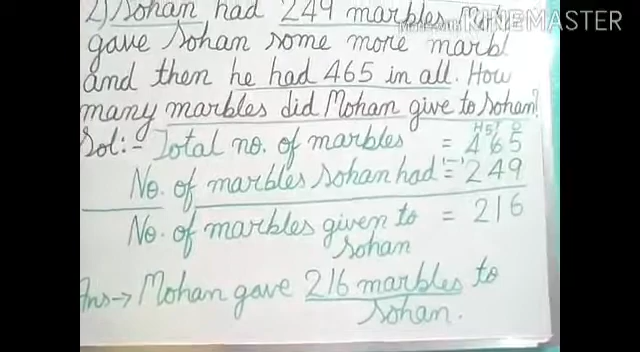 2) Sohan had 249 marbles.
gave Sohan some more marbl
and then he had 465 in all. How
many marbles did Mohan give to Sohan?
H T O
Sol:- Total no. of marbles = 465
No. of marbles Sohan had = 249
No. of marbles given to Sohan = 216
Ans→ Mohan gave 216 marbles to
Sohan.
KINEMASTER